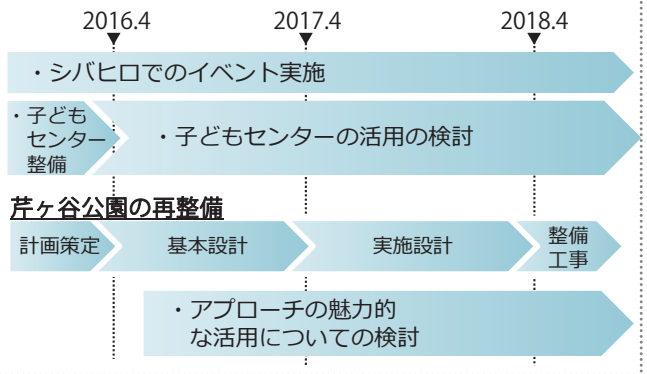 2016.4 2017.4 2018.4
・シバヒロでのイベント実施
・子ども
センター
整備
・子どもセンターの活用の検討
芹ヶ谷公園の再整備
計画策定
基本設計
実施設計
整備
工事
・アプローチの魅力的
な活用についての検討